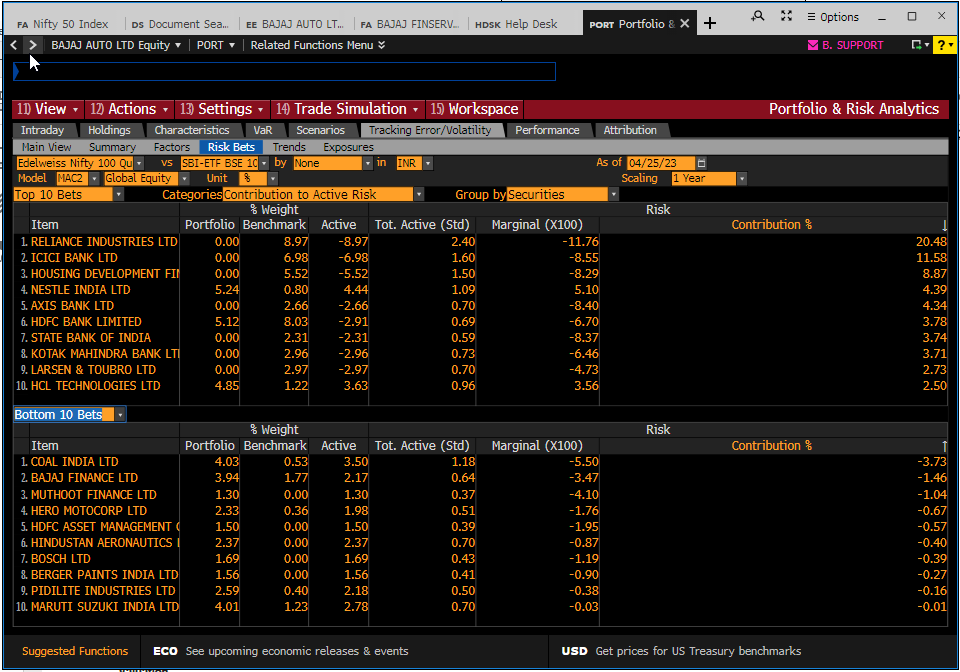 FA Nifty 50 Index DS Document Sea... EE BAJAJ AUTO LT... FA BAJAJ FINSERV... HDSK Help Desk PORT Portfolio & × + Options
BAJAJ AUTO LTD Equity PORT Related Functions Menu B. SUPPORT ?
11) View 12) Actions 13) Settings 14) Trade Simulation 15) Workspace Portfolio & Risk Analytics
Intraday Holdings Characteristics VaR Scenarios Tracking Error/Volatility Performance Attribution
Main View Summary Factors Risk Bets Trends Exposures
Edelweiss Nifty 100 Qu vs SBI-ETF BSE 10 by None in INR As of 04/25/23
Model MAC2 Global Equity Unit % Scaling 1 Year
Top 10 Bets Categories Contribution to Active Risk Group by Securities
% Weight Risk
Item Portfolio Benchmark Active Tot. Active (Std) Marginal (X100) Contribution % ↓
1. RELIANCE INDUSTRIES LTD 0.00 8.97 -8.97 2.40 -11.76 20.48
2. ICICI BANK LTD 0.00 6.98 -6.98 1.60 -8.55 11.58
3. HOUSING DEVELOPMENT FIN 0.00 5.52 -5.52 1.50 -8.29 8.87
4. NESTLE INDIA LTD 5.24 0.80 4.44 1.09 5.10 4.39
5. AXIS BANK LTD 0.00 2.66 -2.66 0.70 -8.40 4.34
6. HDFC BANK LIMITED 5.12 8.03 -2.91 0.69 -6.70 3.78
7. STATE BANK OF INDIA 0.00 2.31 -2.31 0.59 -8.37 3.74
8. KOTAK MAHINDRA BANK LT 0.00 2.96 -2.96 0.73 -6.46 3.71
9. LARSEN & TOUBRO LTD 0.00 2.97 -2.97 0.70 -4.73 2.73
10. HCL TECHNOLOGIES LTD 4.85 1.22 3.63 0.96 3.56 2.50
Bottom 10 Bets
% Weight Risk
Item Portfolio Benchmark Active Tot. Active (Std) Marginal (X100) Contribution % ↑
1. COAL INDIA LTD 4.03 0.53 3.50 1.18 -5.50 -3.73
2. BAJAJ FINANCE LTD 3.94 1.77 2.17 0.64 -3.47 -1.46
3. MUTHOOT FINANCE LTD 1.30 0.00 1.30 0.37 -4.10 -1.04
4. HERO MOTOCORP LTD 2.33 0.36 1.98 0.51 -1.76 -0.67
5. HDFC ASSET MANAGEMENT 1.50 0.00 1.50 0.39 -1.95 -0.57
6. HINDUSTAN AERONAUTICS 2.37 0.00 2.37 0.70 -0.87 -0.40
7. BOSCH LTD 1.69 0.00 1.69 0.43 -1.19 -0.39
8. BERGER PAINTS INDIA LTD 1.56 0.00 1.56 0.41 -0.90 -0.27
9. PIDILITE INDUSTRIES LTD 2.59 0.40 2.18 0.50 -0.38 -0.16
10. MARUTI SUZUKI INDIA LTD 4.01 1.23 2.78 0.70 -0.03 -0.01
Suggested Functions ECO See upcoming economic releases & events USD Get prices for US Treasury benchmarks